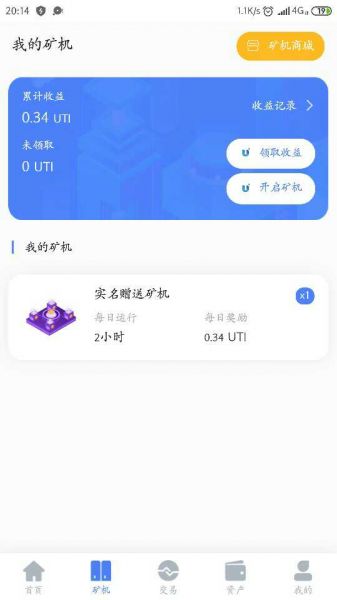 20:14 1.1K/s 4G 19
我的矿机
矿机商城
累计收益
0.34 UTI
收益记录
未领取
0 UTI
领取收益
开启矿机
我的矿机
实名赠送矿机
x1
每日运行 每日奖励
2小时 0.34 UTI
首页 矿机 交易 资产 我的